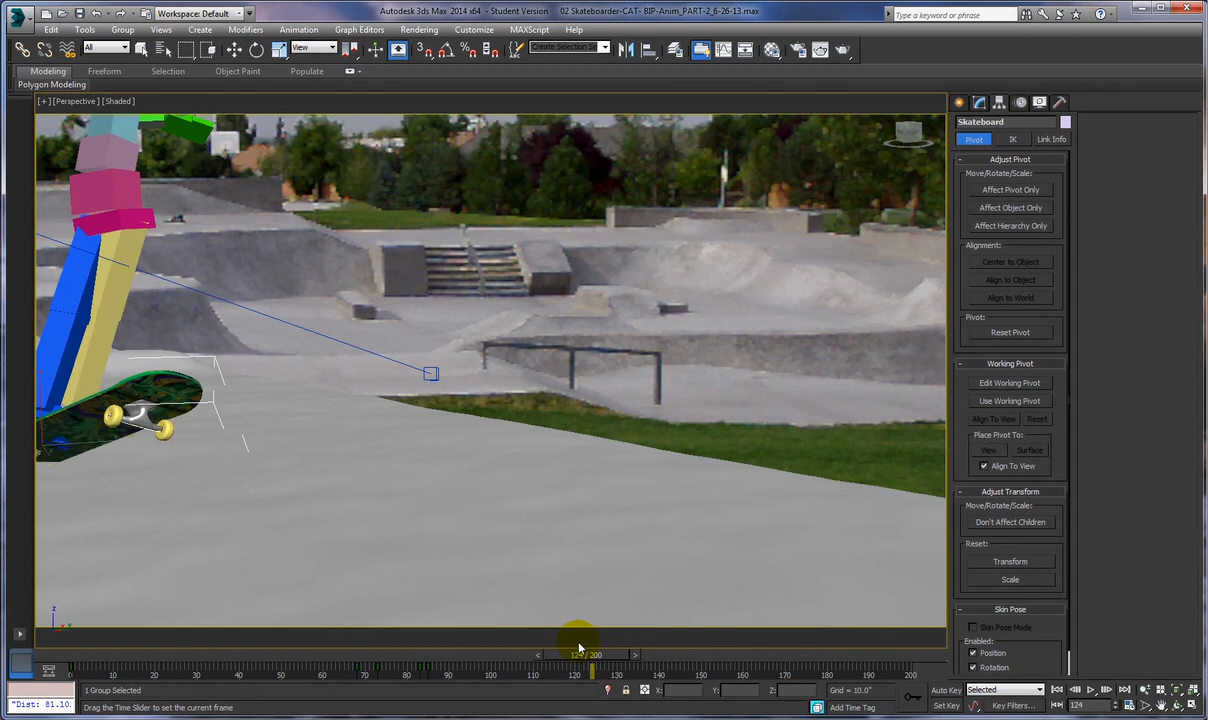 Workspace: Default
Autodesk 3ds Max 2014 x64 - Student Version 02 Skateboarder-CAT- BIP-Anim_PART-2_6-26-13.max
Type a keyword or phrase
Edit Tools Group Views Create Modifiers Animation Graph Editors Rendering Customize MAXScript Help
All View Create Selection Se
Modeling Freeform Selection Object Paint Populate
Polygon Modeling
[+] [Perspective] [Shaded]
Skateboard
Pivot IK Link Info
- Adjust Pivot
Move/Rotate/Scale:
Affect Pivot Only
Affect Object Only
Affect Hierarchy Only
Alignment:
Center to Object
Align to Object
Align to World
Pivot:
Reset Pivot
- Working Pivot
Edit Working Pivot
Use Working Pivot
Align To View Reset
Place Pivot To:
View Surface
Align To View
- Adjust Transform
Move/Rotate/Scale:
Don't Affect Children
Reset:
Transform
Scale
- Skin Pose
Skin Pose Mode
Enabled:
Position
Rotation
z
x y
< 124 / 200 >
0 10 20 30 40 50 60 70 80 90 100 110 120 130 140 150 160 170 180 190 200
1 Group Selected X: Y: Z: Grid = 10.0" Auto Key Selected
"Dist: 81.10 Drag the Time Slider to set the current frame Add Time Tag Set Key Key Filters... 124